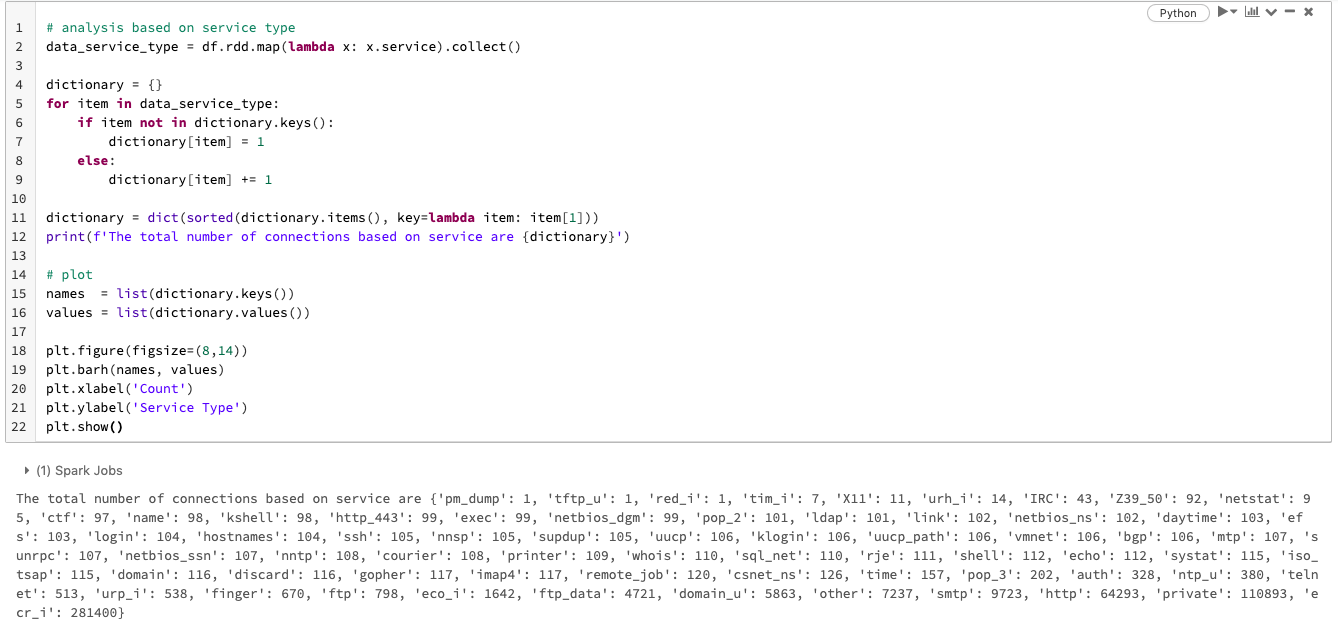 Python
1 # analysis based on service type
2 data_service_type = df.rdd.map(lambda x: x.service).collect()
3
4 dictionary = {}
5 for item in data_service_type:
6     if item not in dictionary.keys():
7         dictionary[item] = 1
8     else:
9         dictionary[item] += 1
10
11 dictionary = dict(sorted(dictionary.items(), key=lambda item: item[1]))
12 print(f'The total number of connections based on service are {dictionary}')
13
14 # plot
15 names  = list(dictionary.keys())
16 values = list(dictionary.values())
17
18 plt.figure(figsize=(8,14))
19 plt.barh(names, values)
20 plt.xlabel('Count')
21 plt.ylabel('Service Type')
22 plt.show()
(1) Spark Jobs
The total number of connections based on service are {'pm_dump': 1, 'tftp_u': 1, 'red_i': 1, 'tim_i': 7, 'X11': 11, 'urh_i': 14, 'IRC': 43, 'Z39_50': 92, 'netstat': 9
5, 'ctf': 97, 'name': 98, 'kshell': 98, 'http_443': 99, 'exec': 99, 'netbios_dgm': 99, 'pop_2': 101, 'ldap': 101, 'link': 102, 'netbios_ns': 102, 'daytime': 103, 'ef
s': 103, 'login': 104, 'hostnames': 104, 'ssh': 105, 'nnsp': 105, 'supdup': 105, 'uucp': 106, 'klogin': 106, 'uucp_path': 106, 'vmnet': 106, 'bgp': 106, 'mtp': 107, 's
unrpc': 107, 'netbios_ssn': 107, 'nntp': 108, 'courier': 108, 'printer': 109, 'whois': 110, 'sql_net': 110, 'rje': 111, 'shell': 112, 'echo': 112, 'systat': 115, 'iso_
tsap': 115, 'domain': 116, 'discard': 116, 'gopher': 117, 'imap4': 117, 'remote_job': 120, 'csnet_ns': 126, 'time': 157, 'pop_3': 202, 'auth': 328, 'ntp_u': 380, 'teln
et': 513, 'urp_i': 538, 'finger': 670, 'ftp': 798, 'eco_i': 1642, 'ftp_data': 4721, 'domain_u': 5863, 'other': 7237, 'smtp': 9723, 'http': 64293, 'private': 110893, 'e
cr_i': 281400}